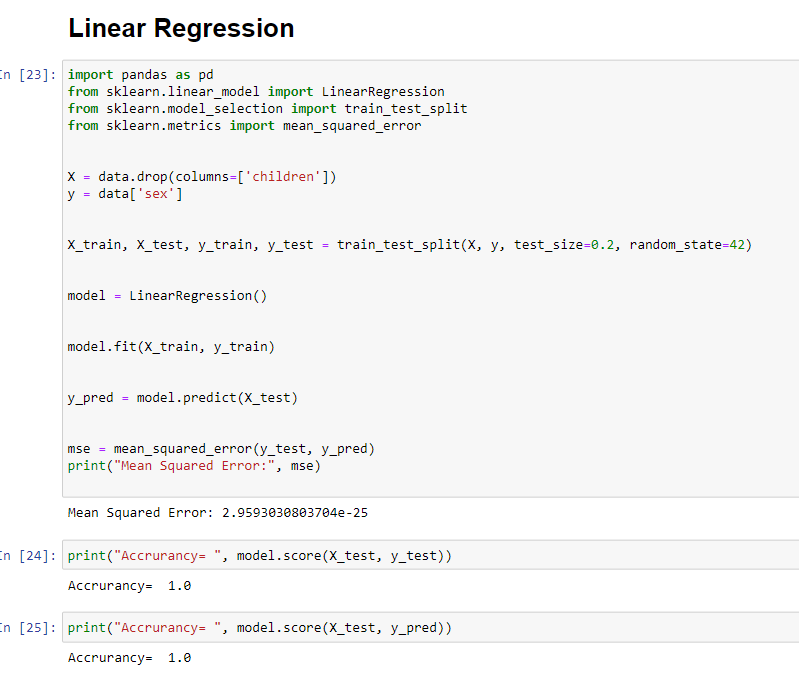 Linear Regression
In [23]:
import pandas as pd
from sklearn.linear_model import LinearRegression
from sklearn.model_selection import train_test_split
from sklearn.metrics import mean_squared_error
X = data.drop(columns=['children'])
y = data['sex']
X_train, X_test, y_train, y_test = train_test_split(X, y, test_size=0.2, random_state=42)
model = LinearRegression()
model.fit(X_train, y_train)
y_pred = model.predict(X_test)
mse = mean_squared_error(y_test, y_pred)
print("Mean Squared Error:", mse)
Mean Squared Error: 2.9593030803704e-25
In [24]:
print("Accrurancy= ", model.score(X_test, y_test))
Accrurancy=  1.0
In [25]:
print("Accrurancy= ", model.score(X_test, y_pred))
Accrurancy=  1.0